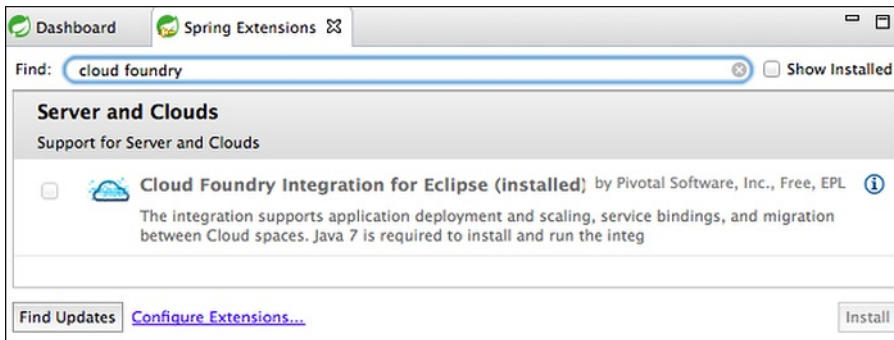 Dashboard Spring Extensions
Find: cloud foundry Show Installed
Server and Clouds
Support for Server and Clouds
Cloud Foundry Integration for Eclipse (installed) by Pivotal Software, Inc., Free, EPL
The integration supports application deployment and scaling, service bindings, and migration
between Cloud spaces. Java 7 is required to install and run the integ
Find Updates Configure Extensions... Install